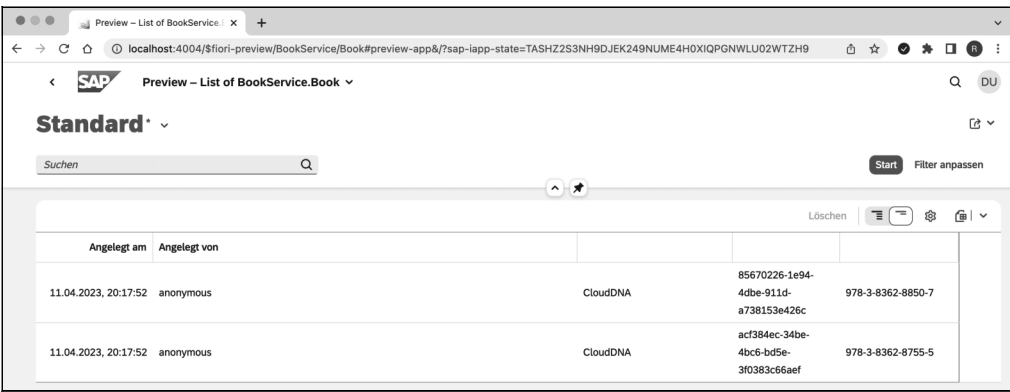 Preview – List of BookService.
localhost:4004/$fiori-preview/BookService/Book#preview-app&/?sap-iapp-state=TASHZ2S3NH9DJEK249NUME4H0XIQPGNWLU02WTZH9
R
SAP
Preview – List of BookService.Book
DU
Standard*
Suchen
Start
Filter anpassen
Löschen
Angelegt am Angelegt von
11.04.2023, 20:17:52 anonymous CloudDNA 85670226-1e94-
4dbe-911d-
a738153e426c 978-3-8362-8850-7
11.04.2023, 20:17:52 anonymous CloudDNA acf384ec-34be-
4bc6-bd5e-
3f0383c66aef 978-3-8362-8755-5